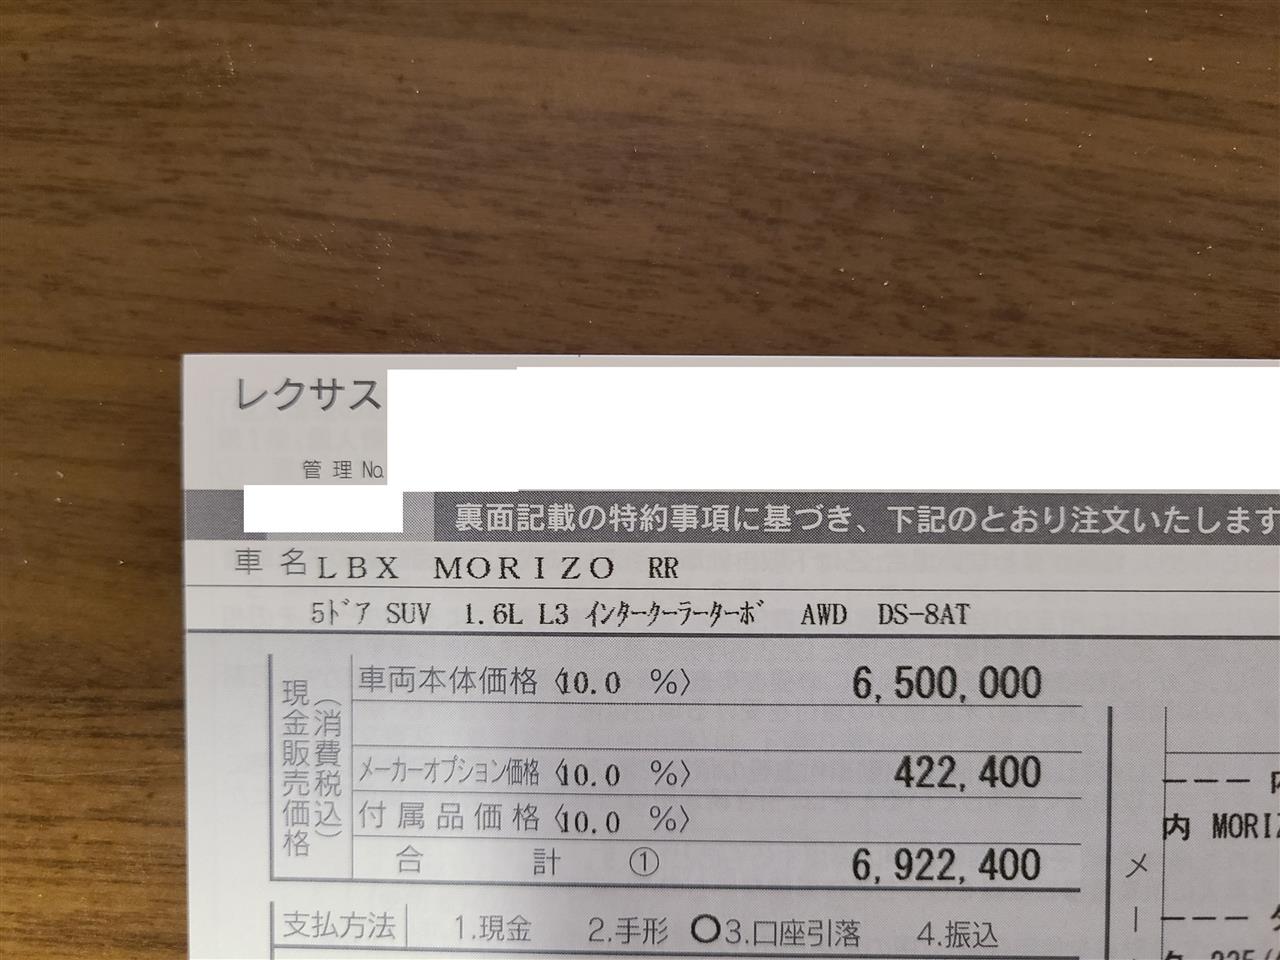 レクサス
管理No.
裏面記載の特約事項に基づき、下記のとおり注文いたします
車名 LBX MORIZO RR
5ﾄﾞｱ SUV 1.6L L3 ｲﾝﾀｰｸｰﾗｰﾀｰﾎﾞ AWD DS-8AT
現金販売価格(消費税込)
車両本体価格〈10.0 %〉 6,500,000
メーカーオプション価格〈10.0 %〉 422,400
付属品価格〈10.0 %〉
合計 ① 6,922,400
支払方法 1.現金 2.手形 ○3.口座引落 4.振込
メー
---
内 MORIZ
---